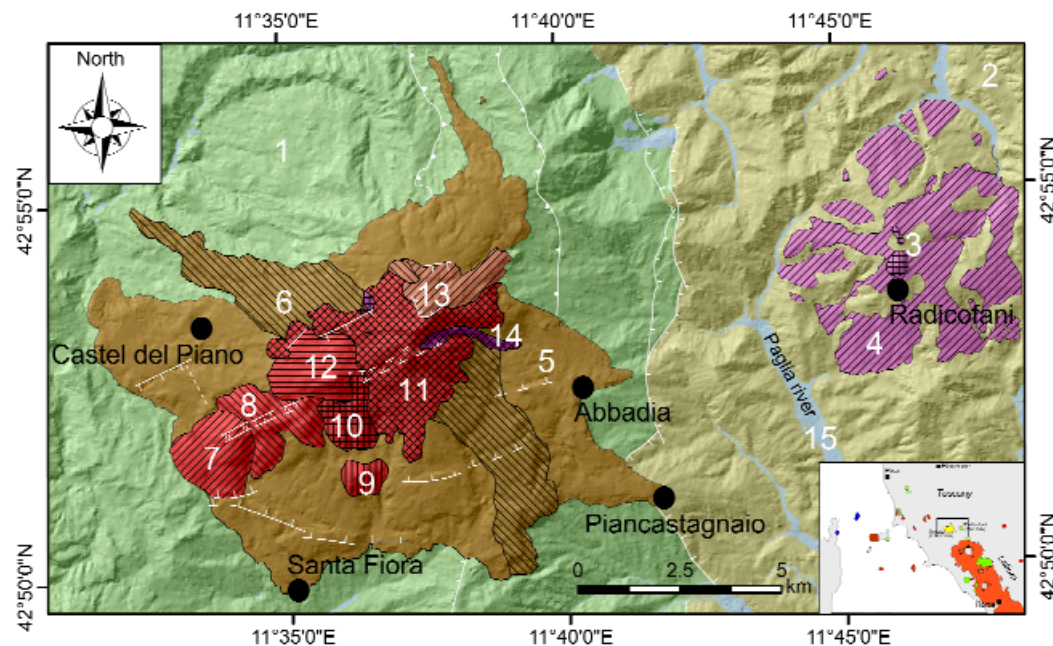 11°35'0"E 11°40'0"E 11°45'0"E
North
2
1
42°55'0"N
42°55'0"N
3
6
13
Radicofani
Castel del Piano
14
4
12
5
11
Paglia river
8
Abbadia
10
15
7
9
Piancastagnaio
Tuscany
Santa Fiora
0 2.5 5
km
42°50'0"N
42°50'0"N
11°35'0"E 11°40'0"E 11°45'0"E